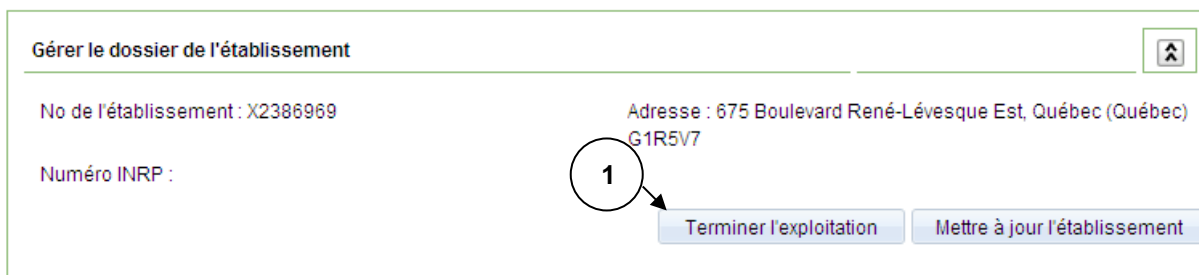 Gérer le dossier de l'établissement
No de l'établissement : X2386969
Adresse : 675 Boulevard René-Lévesque Est, Québec (Québec)
G1R5V7
Numéro INRP :
1
Terminer l'exploitation
Mettre à jour l'établissement